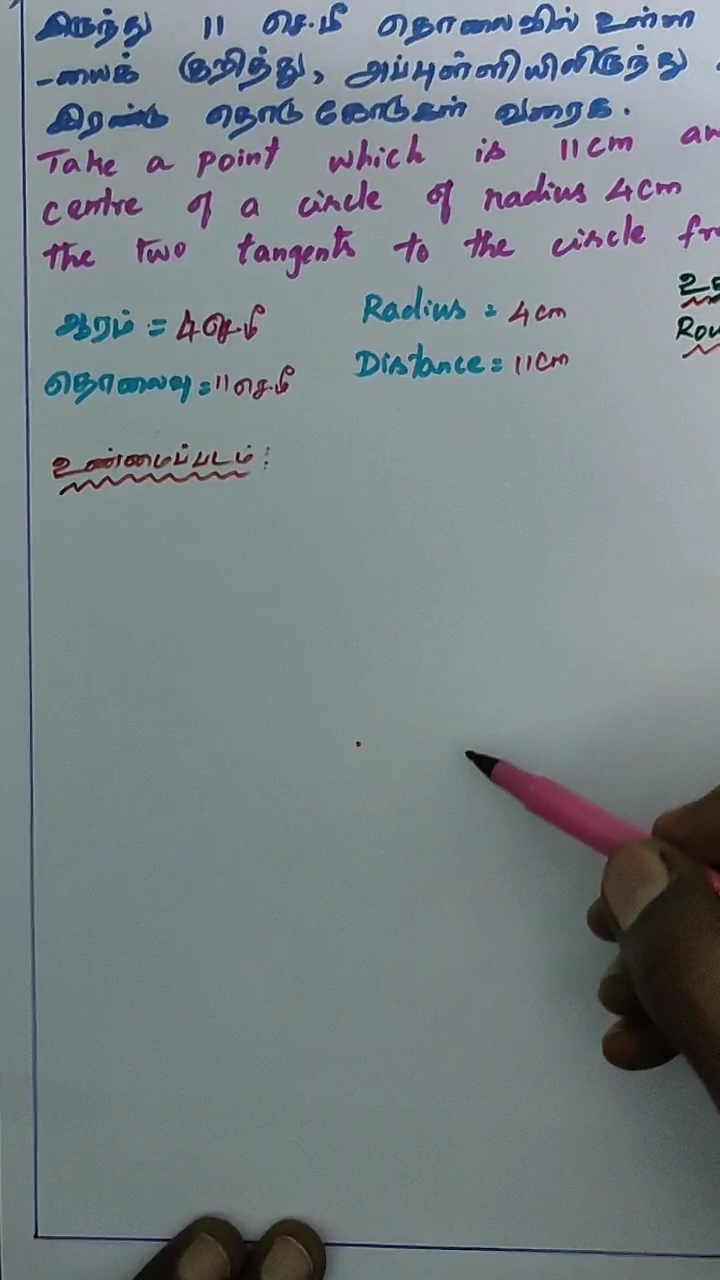 இருந்து 11 செ.மீ தொலைவில் உள்ள
-யைக் குறித்து, அப்புள்ளியிலிருந்து
இரண்டு தொடுகோடுகள் வரைக.
Take a point which is 11cm
centre of a circle of radius 4cm
the two tangents to the circle
ஆரம் = 4செ.மீ Radius = 4cm
தொலைவு = 11செ.மீ Distance = 11cm
உண்மைப்படம் :